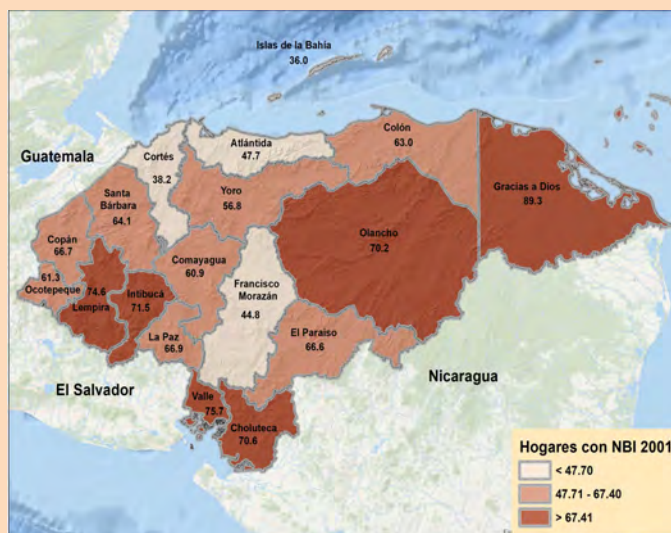 Islas de la Bahía
36.0
Guatemala
Cortés
38.2
Atlántida
47.7
Colón
63.0
Gracias a Dios
89.3
Santa
Bárbara
64.1
Yoro
56.8
Copán
66.7
Olancho
70.2
Comayagua
60.9
61.3
Ocotepeque
74.6
Lempira
Intibucá
71.5
Francisco
Morazán
44.8
La Paz
66.9
El Paraíso
66.6
El Salvador
Nicaragua
Valle
75.7
Choluteca
70.6
Hogares con NBI 2001
< 47.70
47.71 - 67.40
> 67.41